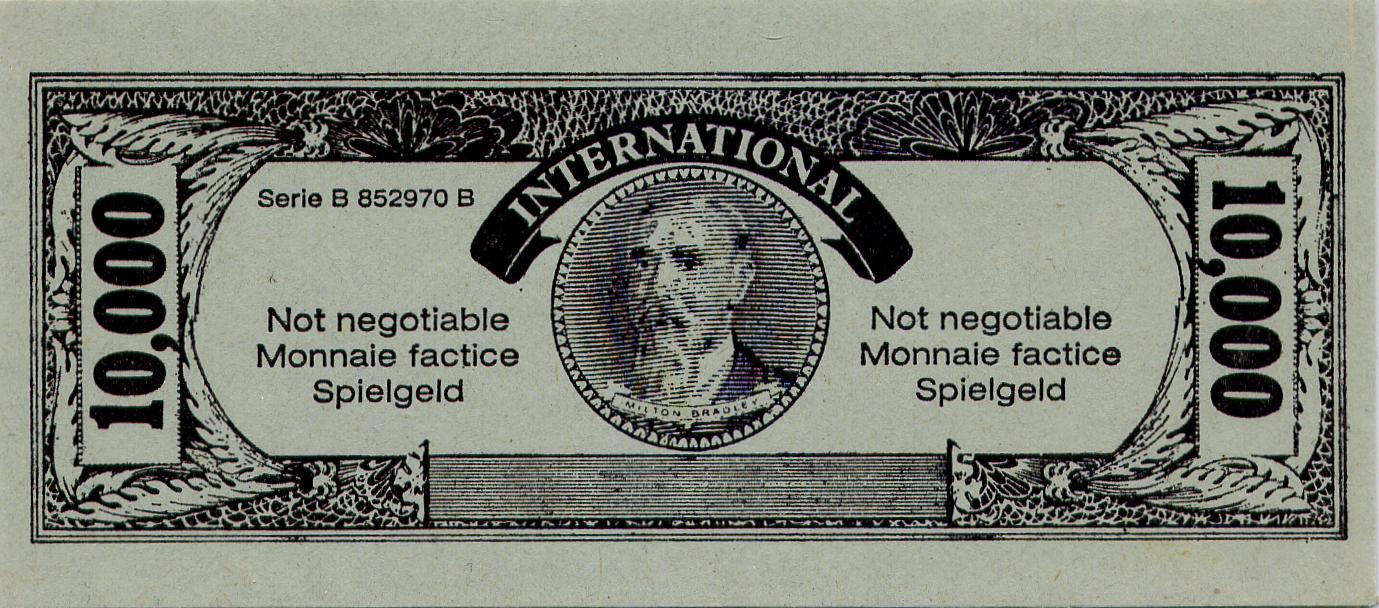 INTERNATIONAL
Serie B 852970 B
10,000
10,000
Not negotiable
Monnaie factice
Spielgeld
Not negotiable
Monnaie factice
Spielgeld
MILTON BRADLEY